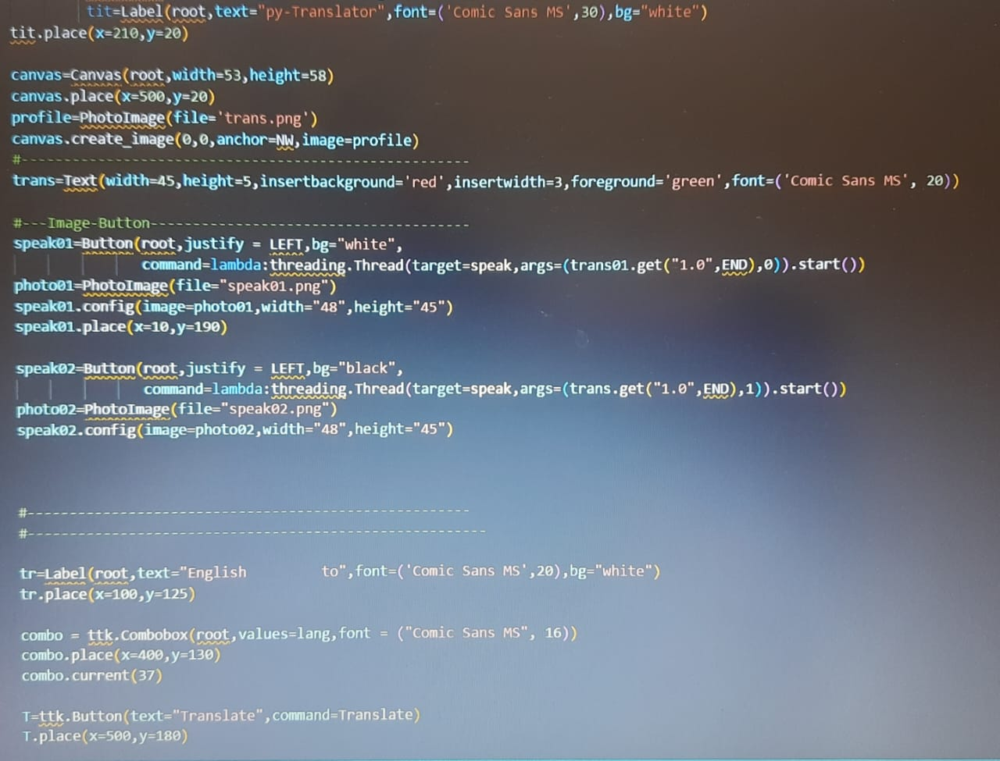 tit=Label(root,text="py-Translator",font=('Comic Sans MS',30),bg="white")
tit.place(x=210,y=20)
canvas=Canvas(root,width=53,height=58)
canvas.place(x=500,y=20)
profile=PhotoImage(file='trans.png')
canvas.create_image(0,0,anchor=NW,image=profile)
#-----------------------------------------------------
trans=Text(width=45,height=5,insertbackground='red',insertwidth=3,foreground='green',font=('Comic Sans MS', 20))
#---Image-Button--------------------------------------
speak01=Button(root,justify = LEFT,bg="white",
command=lambda:threading.Thread(target=speak,args=(trans01.get("1.0",END),0)).start())
photo01=PhotoImage(file="speak01.png")
speak01.config(image=photo01,width="48",height="45")
speak01.place(x=10,y=190)
speak02=Button(root,justify = LEFT,bg="black",
command=lambda:threading.Thread(target=speak,args=(trans.get("1.0",END),1)).start())
photo02=PhotoImage(file="speak02.png")
speak02.config(image=photo02,width="48",height="45")
#-----------------------------------------------------
#-------------------------------------------------------
tr=Label(root,text="English         to",font=('Comic Sans MS',20),bg="white")
tr.place(x=100,y=125)
combo = ttk.Combobox(root,values=lang,font = ("Comic Sans MS", 16))
combo.place(x=400,y=130)
combo.current(37)
T=ttk.Button(text="Translate",command=Translate)
T.place(x=500,y=180)